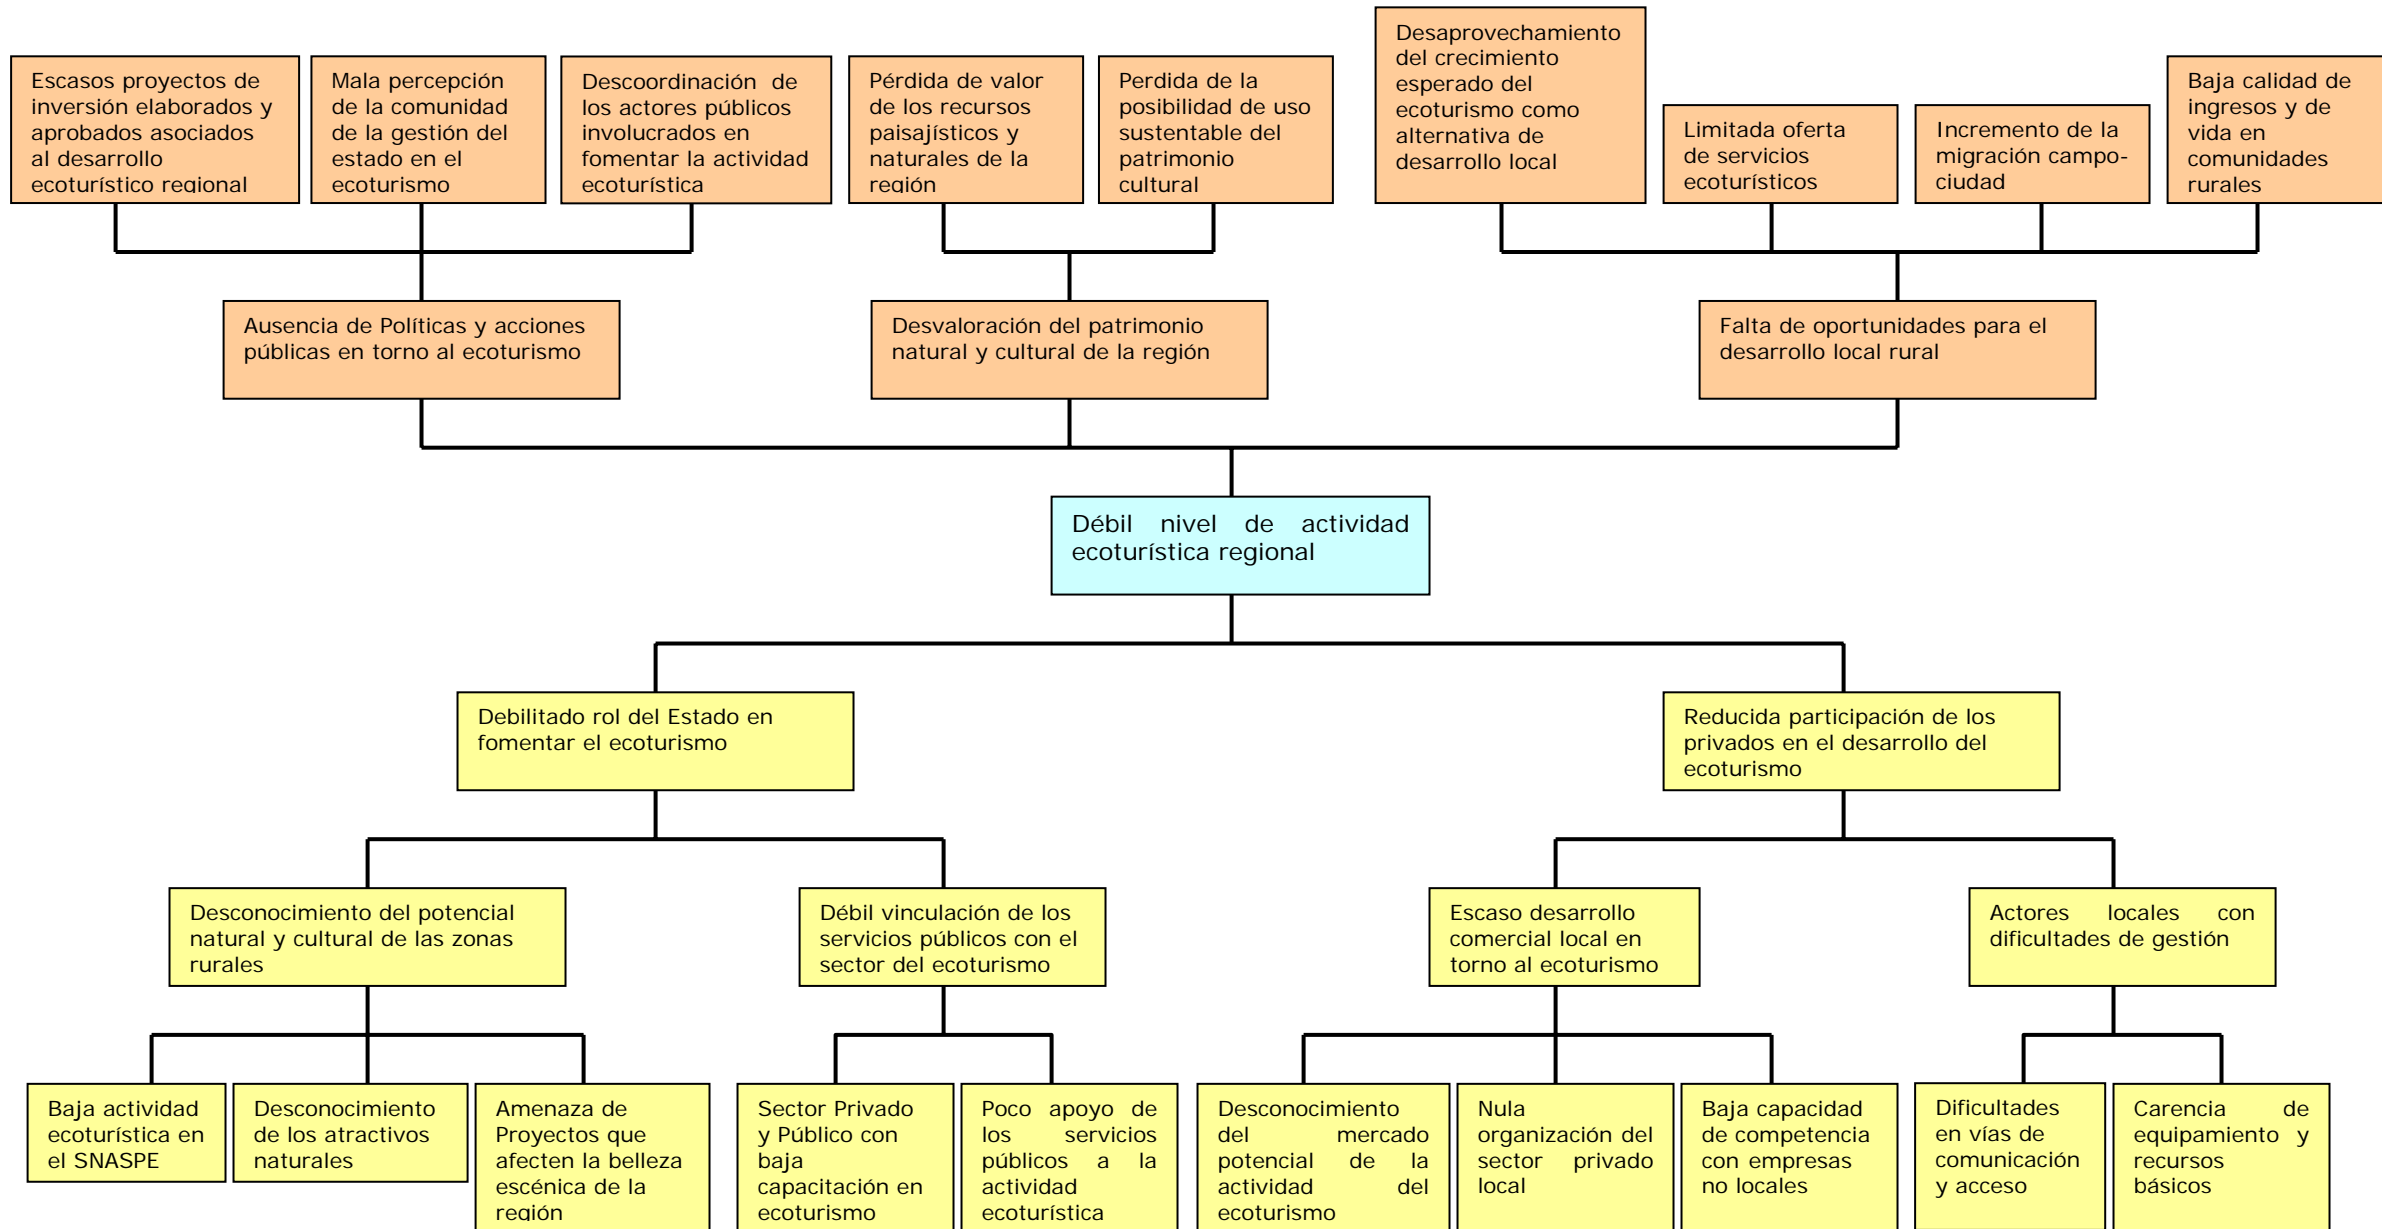 Escasos proyectos de
inversión elaborados y
aprobados asociados
al desarrollo
ecoturístico regional
Mala percepción
de la comunidad
de la gestión del
estado en el
ecoturismo
Descoordinación de
los actores públicos
involucrados en
fomentar la actividad
ecoturística
Pérdida de valor
de los recursos
paisajísticos y
naturales de la
región
Perdida de la
posibilidad de uso
sustentable del
patrimonio
cultural
Desaprovechamiento
del crecimiento
esperado del
ecoturismo como
alternativa de
desarrollo local
Limitada oferta
de servicios
ecoturísticos
Incremento de la
migración campo-
ciudad
Baja calidad de
ingresos y de
vida en
comunidades
rurales
Ausencia de Políticas y acciones
públicas en torno al ecoturismo
Desvaloración del patrimonio
natural y cultural de la región
Falta de oportunidades para el
desarrollo local rural
Débil nivel de actividad
ecoturística regional
Debilitado rol del Estado en
fomentar el ecoturismo
Reducida participación de los
privados en el desarrollo del
ecoturismo
Desconocimiento del potencial
natural y cultural de las zonas
rurales
Débil vinculación de los
servicios públicos con el
sector del ecoturismo
Escaso desarrollo
comercial local en
torno al ecoturismo
Actores locales con
dificultades de gestión
Baja actividad
ecoturística en
el SNASPE
Desconocimiento
de los atractivos
naturales
Amenaza de
Proyectos que
afecten la belleza
escénica de la
región
Sector Privado
y Público con
baja
capacitación en
ecoturismo
Poco apoyo de
los servicios
públicos a la
actividad
ecoturística
Desconocimiento
del mercado
potencial de la
actividad del
ecoturismo
Nula
organización del
sector privado
local
Baja capacidad
de competencia
con empresas
no locales
Dificultades
en vías de
comunicación
y acceso
Carencia de
equipamiento y
recursos
básicos